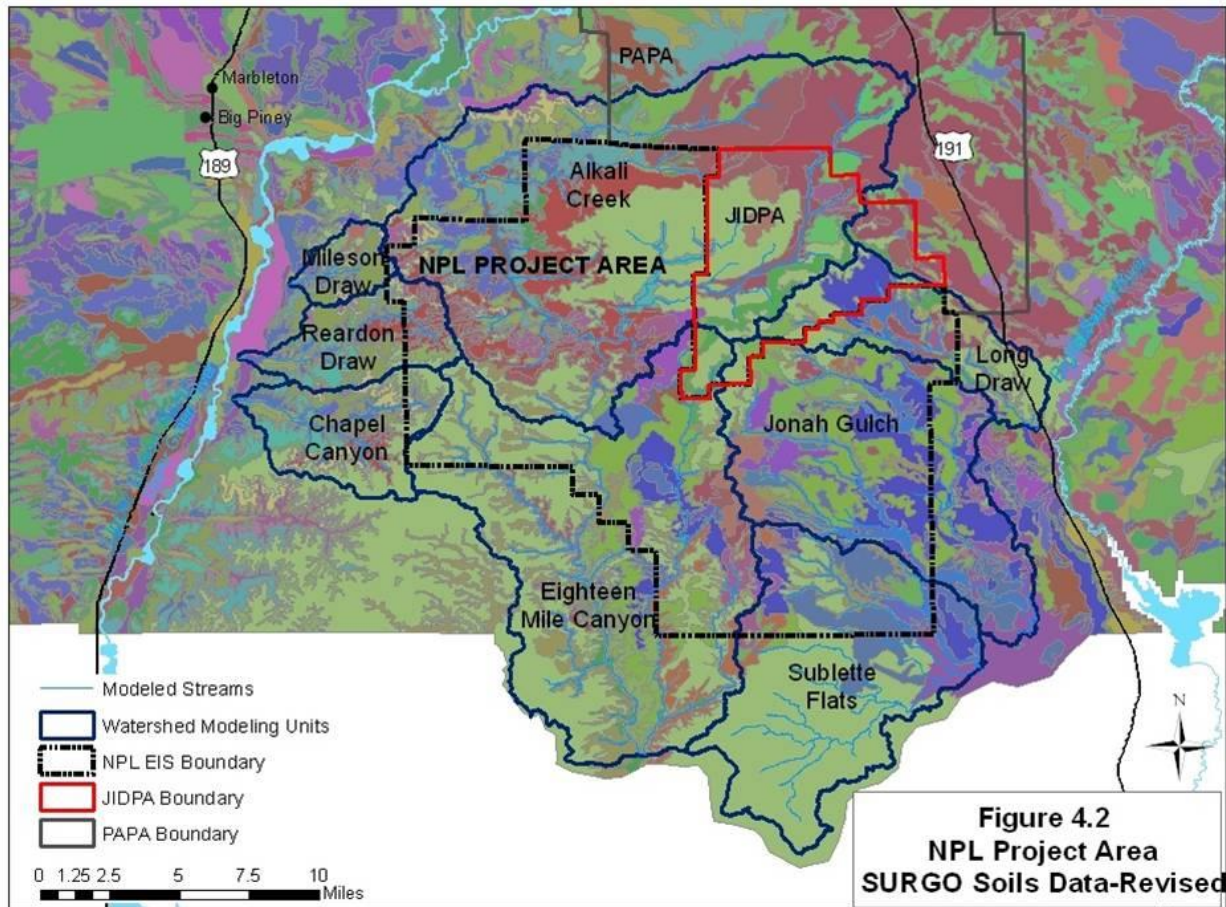 PAPA
Marbleton
Big Piney
189
191
Alkali
Creek
JIDPA
Mileson
Draw
NPL PROJECT AREA
Reardon
Draw
Long
Draw
Chapel
Canyon
Jonah Gulch
Eighteen
Mile Canyon
Sublette
Flats
Modeled Streams
Watershed Modeling Units
NPL EIS Boundary
JIDPA Boundary
PAPA Boundary
0 1.25 2.5 5 7.5 10
Miles
N
Figure 4.2
NPL Project Area
SURGO Soils Data-Revised